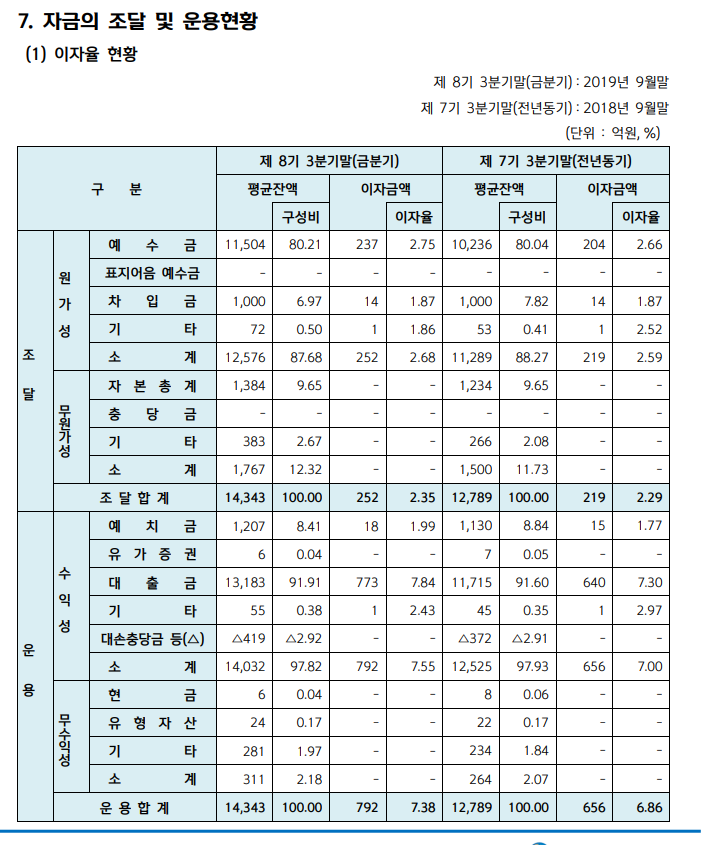 7. 자금의 조달 및 운용현황
(1) 이자율 현황
제 8기 3분기말(금분기) : 2019년 9월말
제 7기 3분기말(전년동기) : 2018년 9월말
(단위 : 억원, %)
구 분 제 8기 3분기말(금분기) 제 7기 3분기말(전년동기)
평균잔액 이자금액 평균잔액 이자금액
구성비 이자율 구성비 이자율
조달
원가성
예 수 금 11,504 80.21 237 2.75 10,236 80.04 204 2.66
표지어음 예수금 - - - - - - - -
차 입 금 1,000 6.97 14 1.87 1,000 7.82 14 1.87
기 타 72 0.50 1 1.86 53 0.41 1 2.52
소 계 12,576 87.68 252 2.68 11,289 88.27 219 2.59
무원가성
자 본 총 계 1,384 9.65 - - 1,234 9.65 - -
충 당 금 - - - - - - - -
기 타 383 2.67 - - 266 2.08 - -
소 계 1,767 12.32 - - 1,500 11.73 - -
조 달 합 계 14,343 100.00 252 2.35 12,789 100.00 219 2.29
운용
수익성
예 치 금 1,207 8.41 18 1.99 1,130 8.84 15 1.77
유 가 증 권 6 0.04 - - 7 0.05 - -
대 출 금 13,183 91.91 773 7.84 11,715 91.60 640 7.30
기 타 55 0.38 1 2.43 45 0.35 1 2.97
대손충당금 등(△) △419 △2.92 - - △372 △2.91 - -
소 계 14,032 97.82 792 7.55 12,525 97.93 656 7.00
무수익성
현 금 6 0.04 - - 8 0.06 - -
유 형 자 산 24 0.17 - - 22 0.17 - -
기 타 281 1.97 - - 234 1.84 - -
소 계 311 2.18 - - 264 2.07 - -
운 용 합 계 14,343 100.00 792 7.38 12,789 100.00 656 6.86